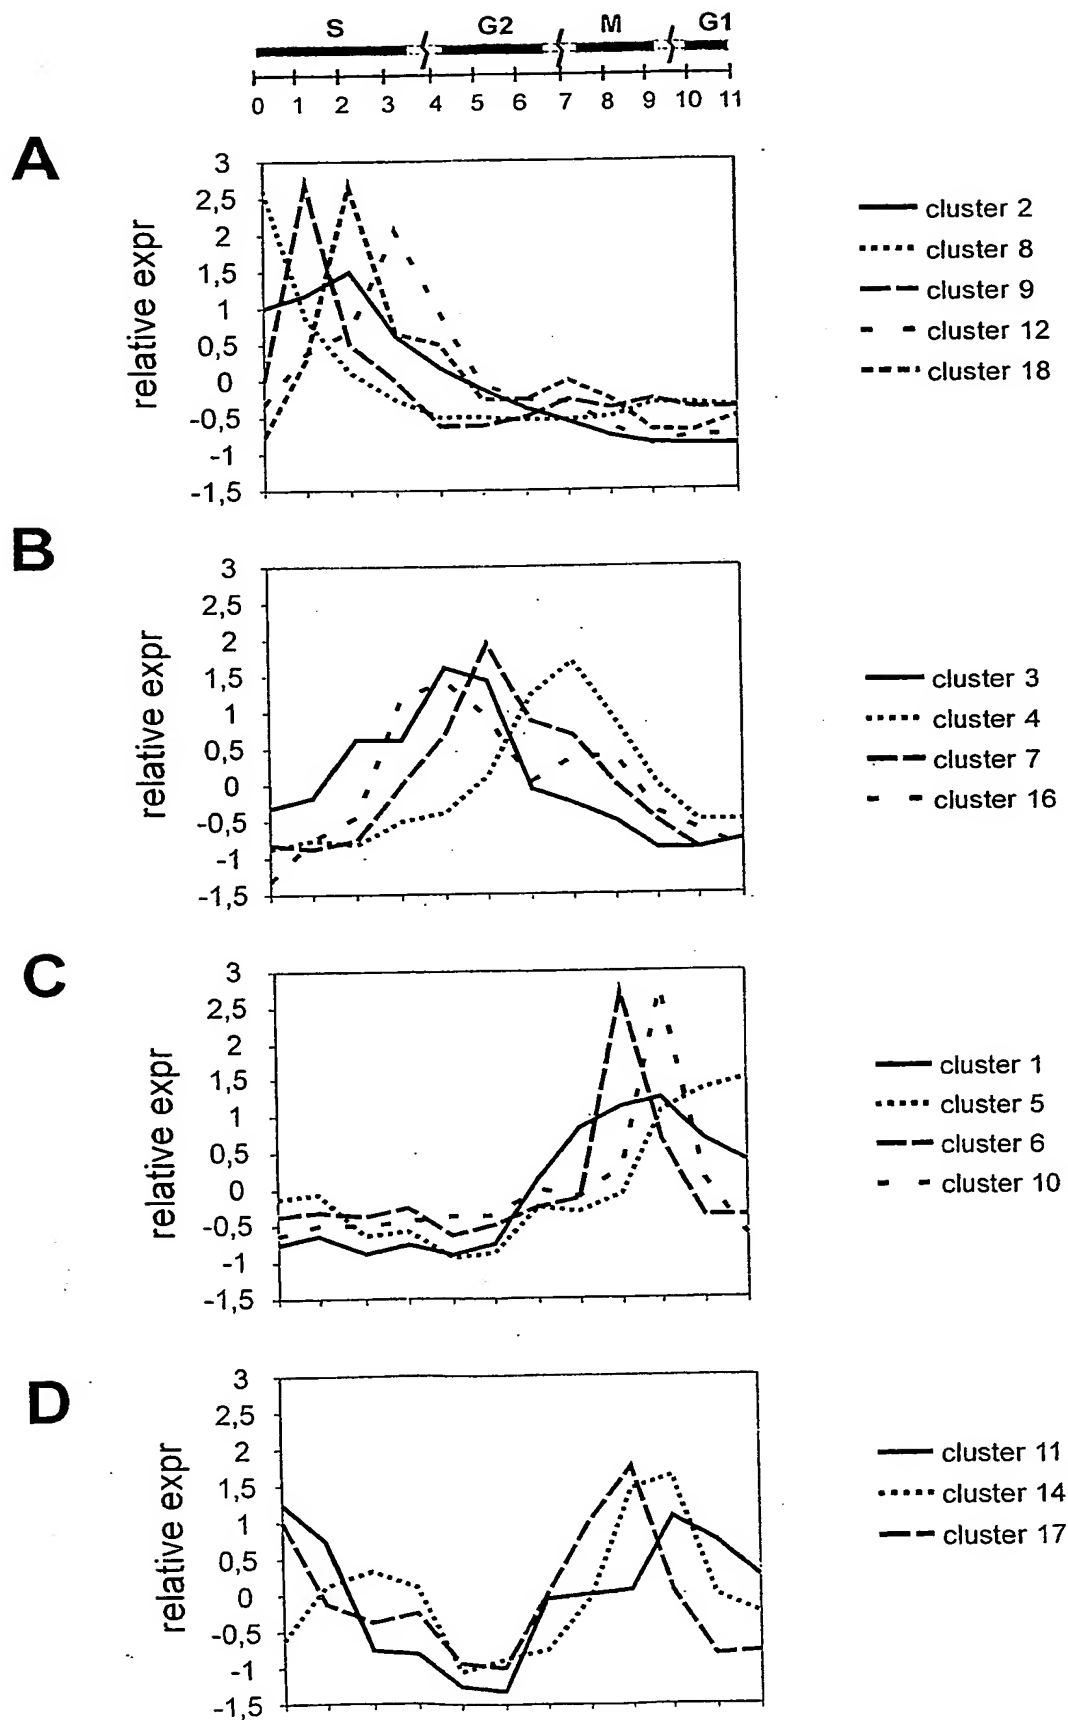 S G2 M G1
0 1 2 3 4 5 6 7 8 9 10 11
A
relative expr
3
2,5
2
1,5
1
0,5
0
-0,5
-1
-1,5
cluster 2
cluster 8
cluster 9
cluster 12
cluster 18
B
relative expr
3
2,5
2
1,5
1
0,5
0
-0,5
-1
-1,5
cluster 3
cluster 4
cluster 7
cluster 16
C
relative expr
3
2,5
2
1,5
1
0,5
0
-0,5
-1
-1,5
cluster 1
cluster 5
cluster 6
cluster 10
D
relative expr
3
2,5
2
1,5
1
0,5
0
-0,5
-1
-1,5
cluster 11
cluster 14
cluster 17